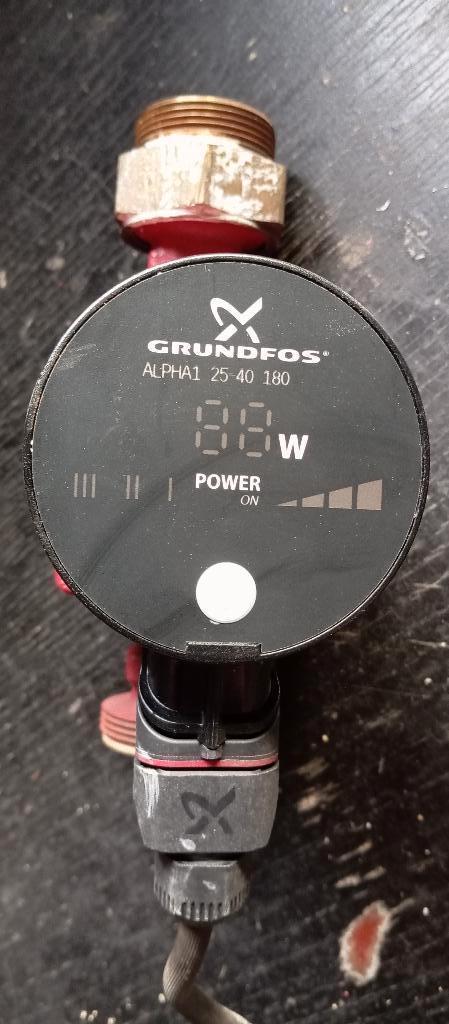 GRUNDFOS®
ALPHA1 25-40 180
88 W
III II I POWER
ON